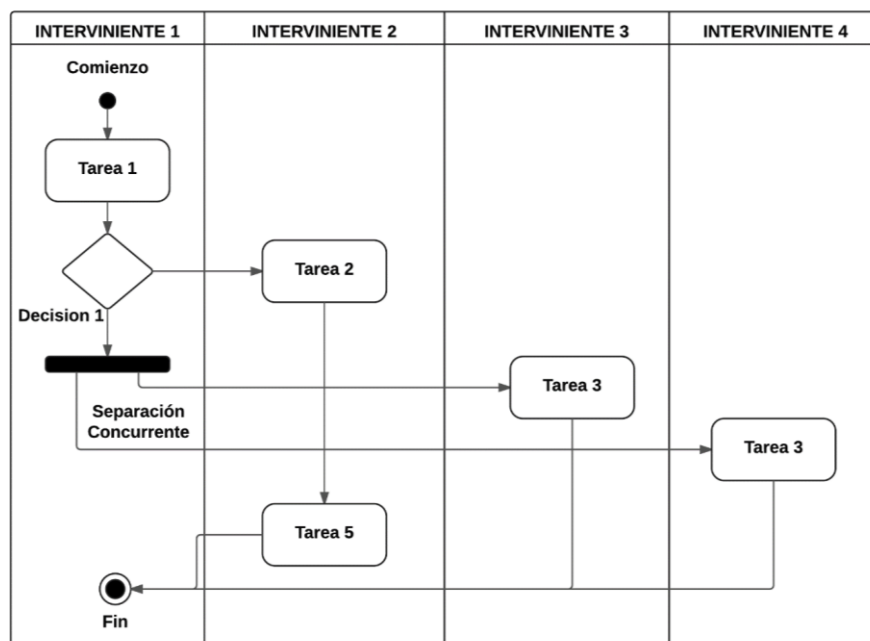 INTERVINIENTE 1
INTERVINIENTE 2
INTERVINIENTE 3
INTERVINIENTE 4
Comienzo
Tarea 1
Tarea 2
Decision 1
Tarea 3
Separación
Concurrente
Tarea 3
Tarea 5
Fin